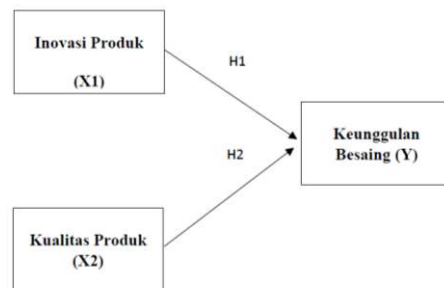 Inovasi Produk
(X1)
H1
Keunggulan
Besaing (Y)
H2
Kualitas Produk
(X2)